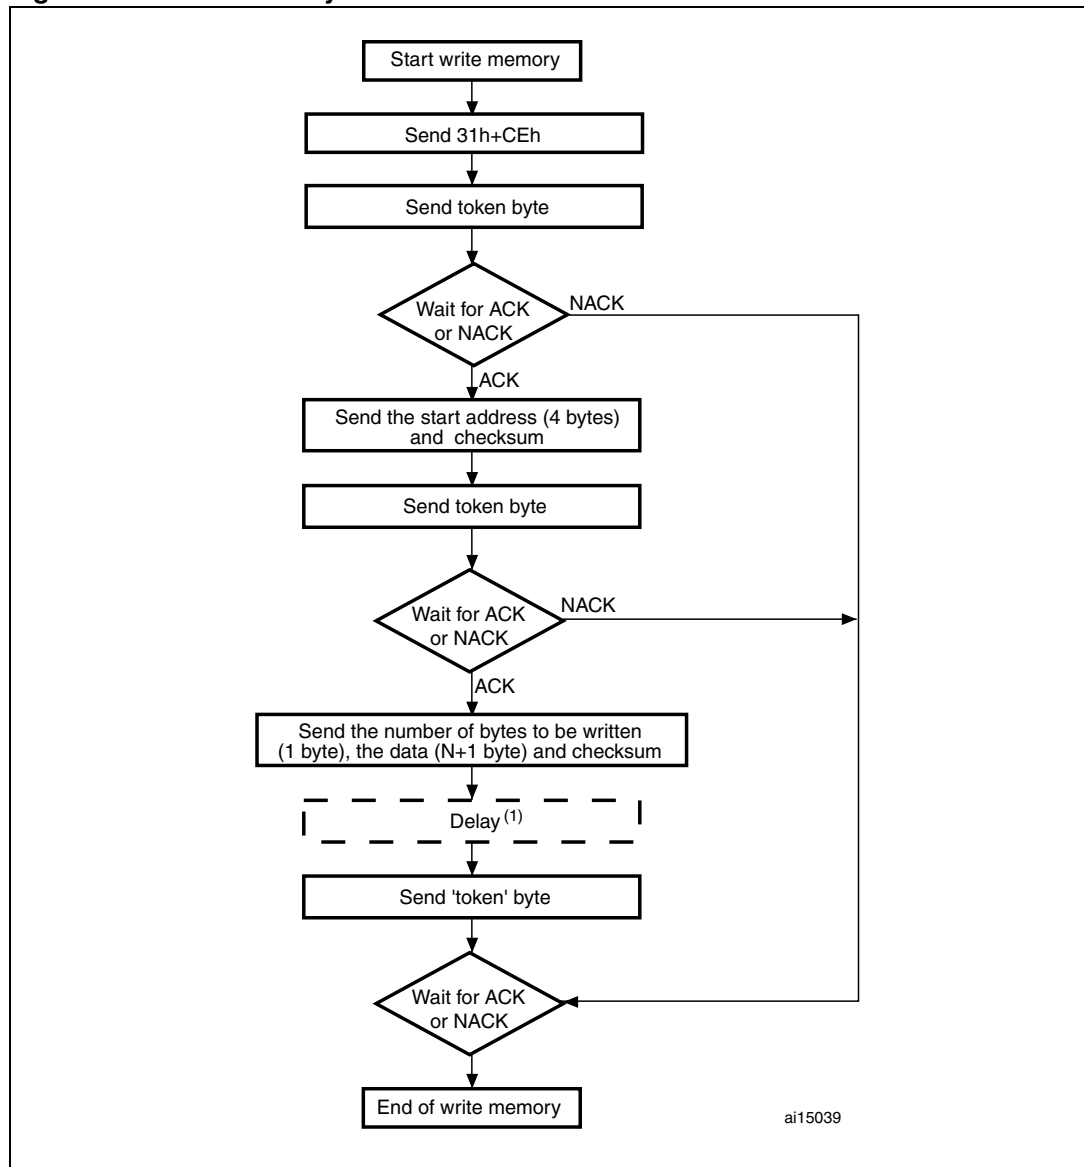 Start write memory
Send 31h+CEh
Send token byte
Wait for ACK
or NACK
NACK
ACK
Send the start address (4 bytes)
and checksum
Send token byte
Wait for ACK
or NACK
NACK
ACK
Send the number of bytes to be written
(1 byte), the data (N+1 byte) and checksum
Delay (1)
Send 'token' byte
Wait for ACK
or NACK
End of write memory
ai15039